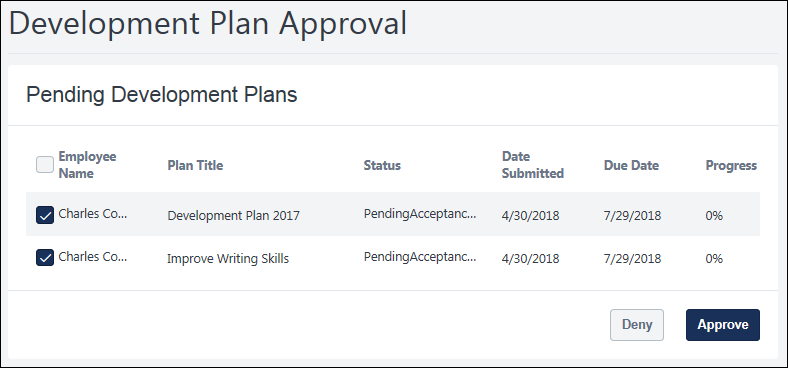 Development Plan Approval
Pending Development Plans
Employee Name Plan Title Status Date Submitted Due Date Progress
Charles Co... Development Plan 2017 PendingAcceptanc... 4/30/2018 7/29/2018 0%
Charles Co... Improve Writing Skills PendingAcceptanc... 4/30/2018 7/29/2018 0%
Deny Approve